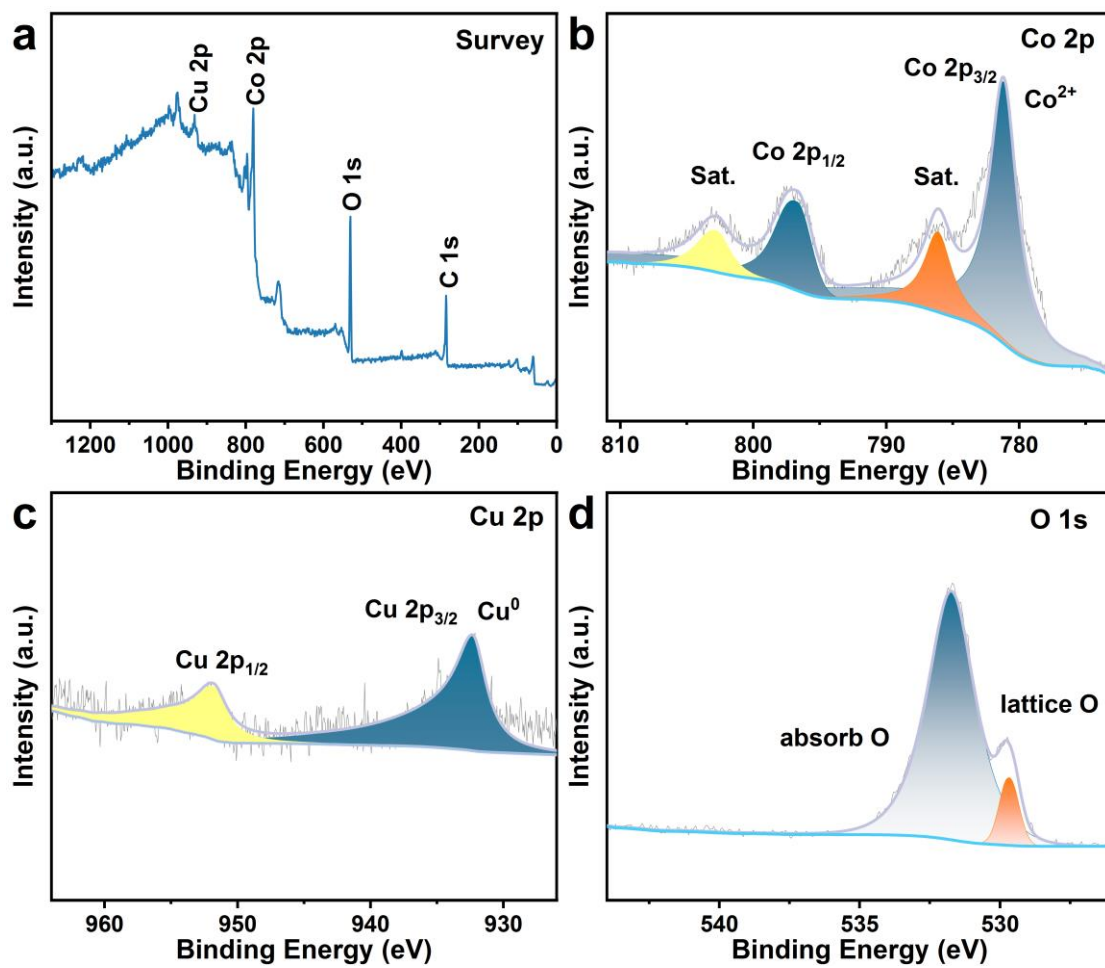 a
Survey
Cu 2p
Co 2p
O 1s
C 1s
Intensity (a.u.)
1200 1000 800 600 400 200 0
Binding Energy (eV)
b
Co 2p
Co 2p3/2
Co2+
Co 2p1/2
Sat.
Sat.
Intensity (a.u.)
810 800 790 780
Binding Energy (eV)
c
Cu 2p
Cu 2p3/2 Cu0
Cu 2p1/2
Intensity (a.u.)
960 950 940 930
Binding Energy (eV)
d
O 1s
lattice O
absorb O
Intensity (a.u.)
540 535 530
Binding Energy (eV)